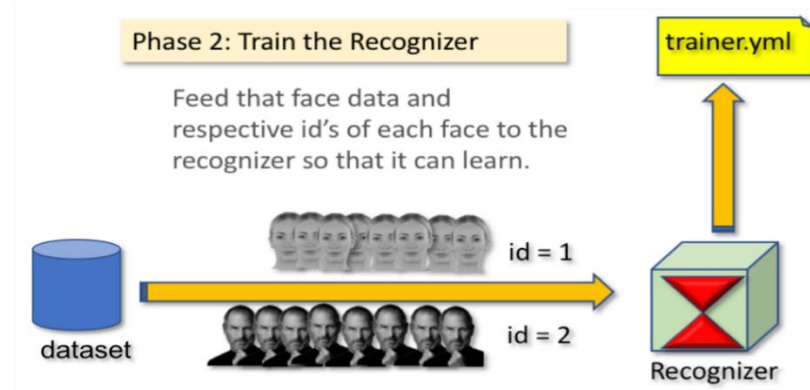 Phase 2: Train the Recognizer
trainer.yml
Feed that face data and
respective id's of each face to the
recognizer so that it can learn.
id = 1
id = 2
dataset
Recognizer